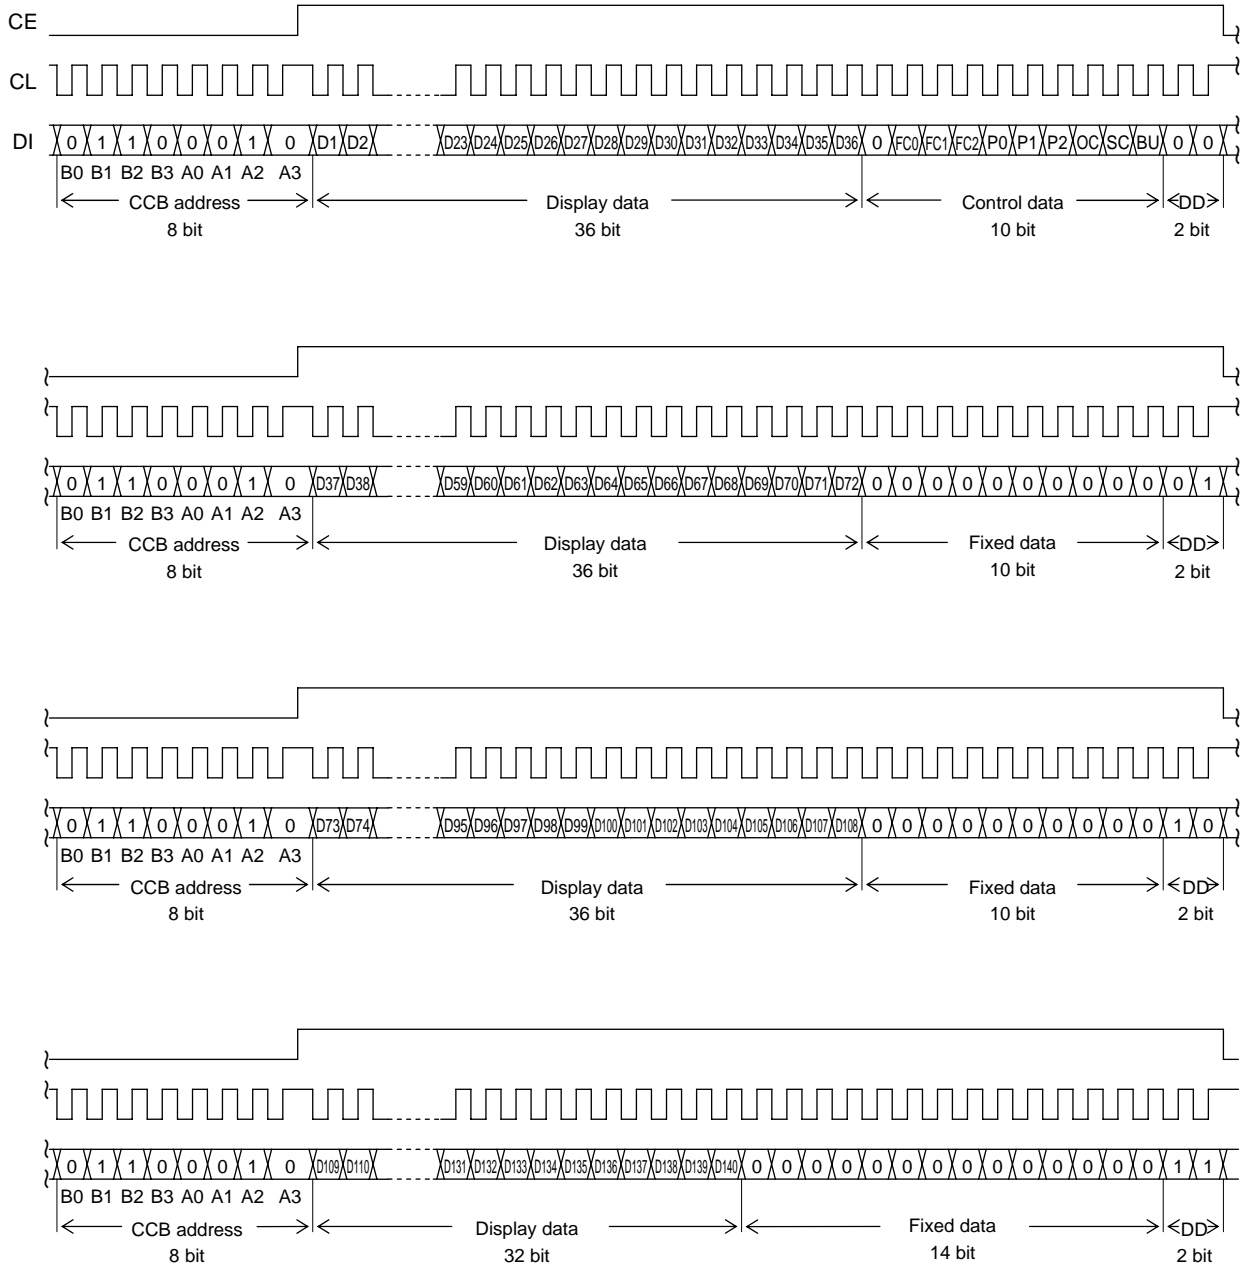 CE
CL
DI 0 1 1 0 0 0 1 0 D1 D2 D23 D24 D25 D26 D27 D28 D29 D30 D31 D32 D33 D34 D35 D36 0 FC0 FC1 FC2 P0 P1 P2 OC SC BU 0 0
B0 B1 B2 B3 A0 A1 A2 A3
CCB address Display data Control data DD
8 bit 36 bit 10 bit 2 bit
0 1 1 0 0 0 1 0 D37 D38 D59 D60 D61 D62 D63 D64 D65 D66 D67 D68 D69 D70 D71 D72 0 0 0 0 0 0 0 0 0 0 0 1
B0 B1 B2 B3 A0 A1 A2 A3
CCB address Display data Fixed data DD
8 bit 36 bit 10 bit 2 bit
0 1 1 0 0 0 1 0 D73 D74 D95 D96 D97 D98 D99 D100 D101 D102 D103 D104 D105 D106 D107 D108 0 0 0 0 0 0 0 0 0 0 1 0
B0 B1 B2 B3 A0 A1 A2 A3
CCB address Display data Fixed data DD
8 bit 36 bit 10 bit 2 bit
0 1 1 0 0 0 1 0 D109 D110 D131 D132 D133 D134 D135 D136 D137 D138 D139 D140 0 0 0 0 0 0 0 0 0 0 0 0 0 0 1 1
B0 B1 B2 B3 A0 A1 A2 A3
CCB address Display data Fixed data DD
8 bit 32 bit 14 bit 2 bit